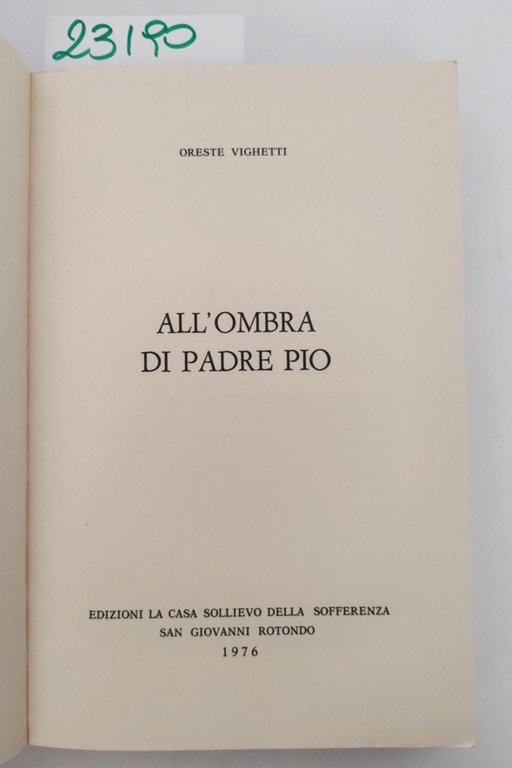 23190
ORESTE VIGHETTI
ALL'OMBRA
DI PADRE PIO
EDIZIONI LA CASA SOLLIEVO DELLA SOFFERENZA
SAN GIOVANNI ROTONDO
1976